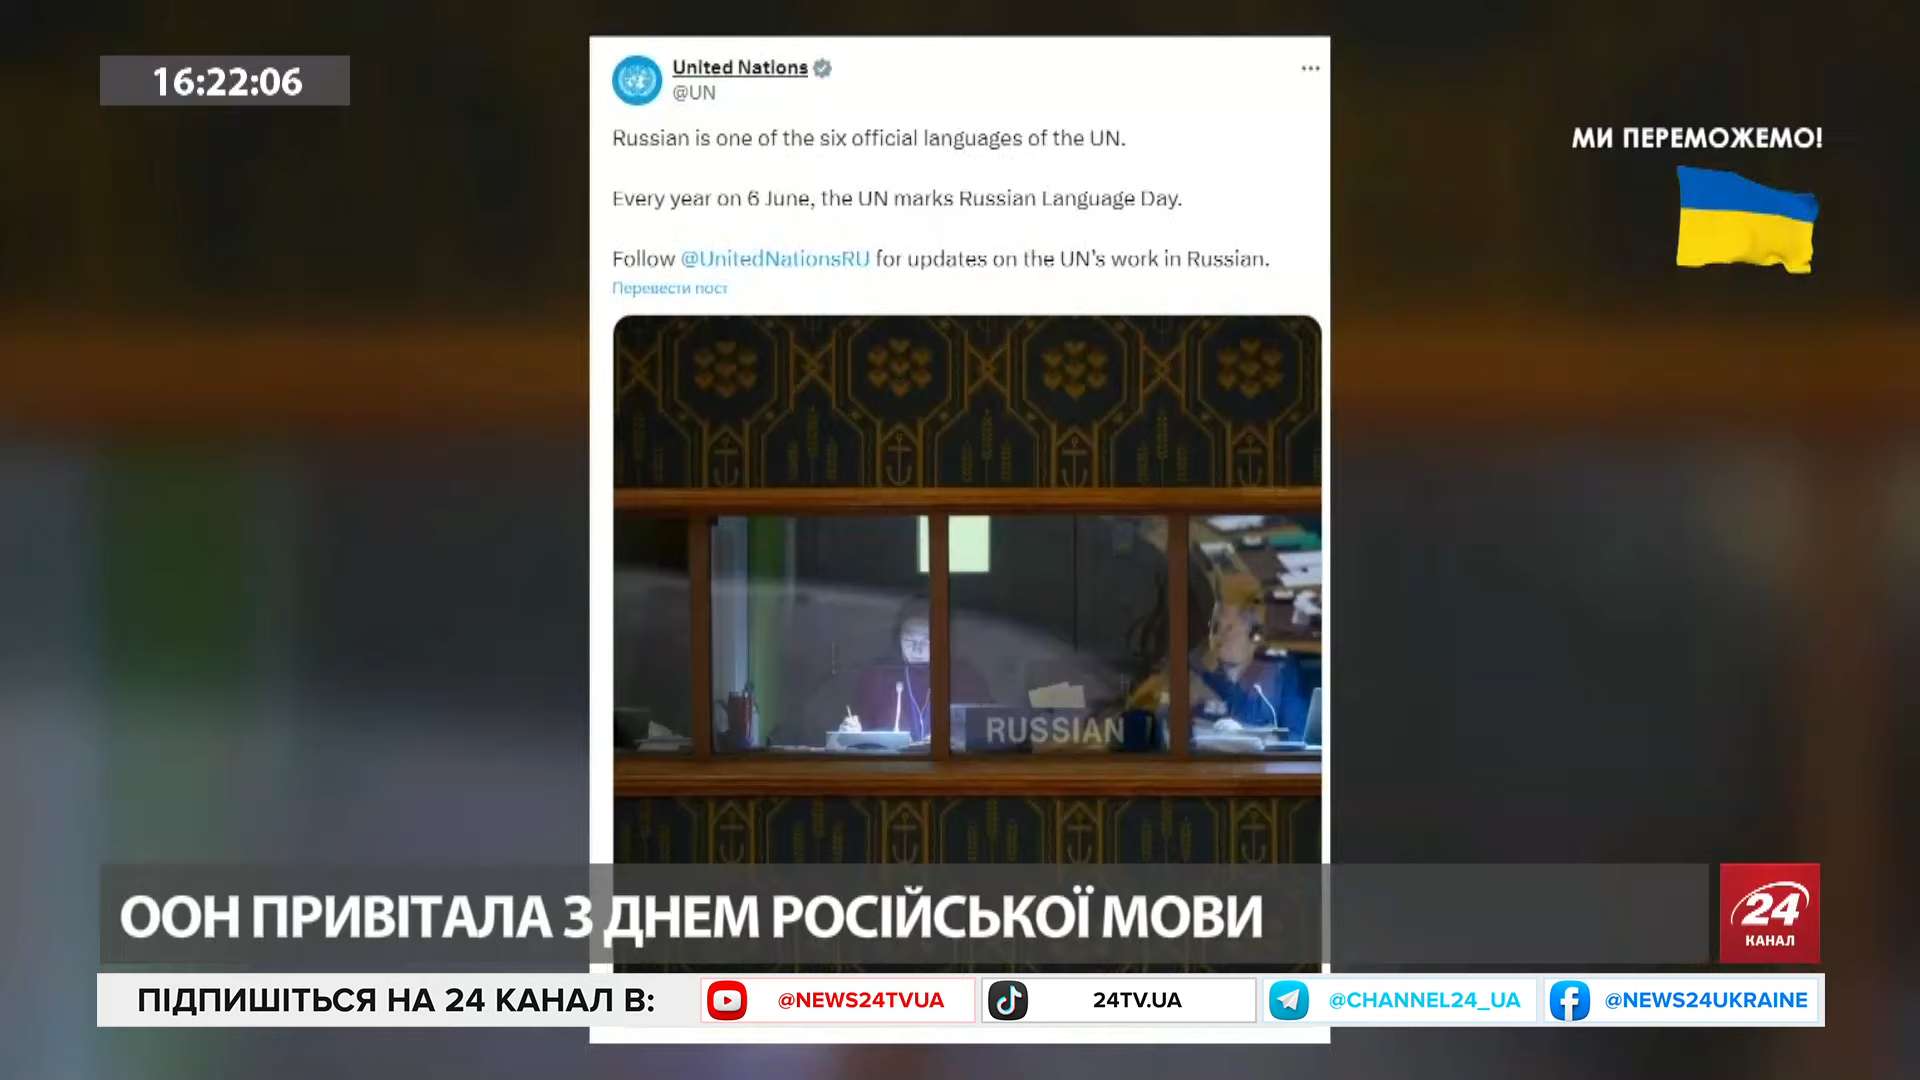 16:22:06
United Nations
@UN
Russian is one of the six official languages of the UN.
Every year on 6 June, the UN marks Russian Language Day.
Follow @UnitedNationsRU for updates on the UN's work in Russian.
Перевести пост
МИ ПЕРЕМОЖЕМО!
RUSSIAN
ООН ПРИВІТАЛА З ДНЕМ РОСІЙСЬКОЇ МОВИ
24
КАНАЛ
ПІДПИШІТЬСЯ НА 24 КАНАЛ В:
@NEWS24TVUA
24TV.UA
@CHANNEL24_UA
@NEWS24UKRAINE